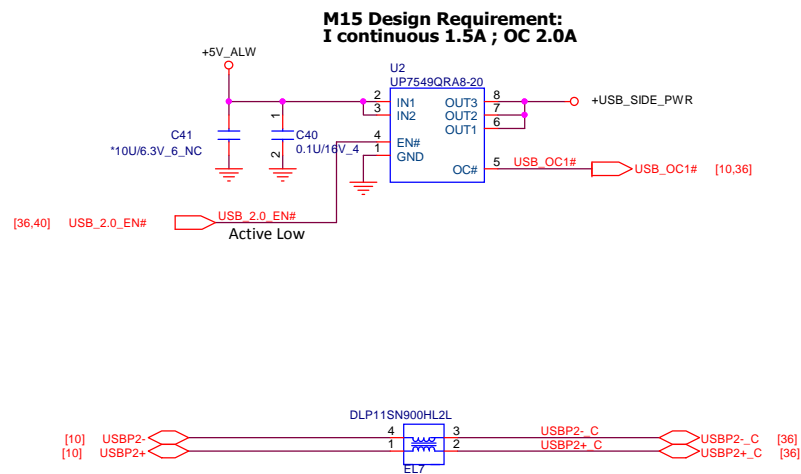 M15 Design Requirement:
I continuous 1.5A ; OC 2.0A
+5V_ALW
U2
UP7549QRA8-20
2 IN1 OUT3 8 +USB_SIDE_PWR
3 IN2 OUT2 7
OUT1 6
C41
*10U/6.3V_6_NC
1
2
C40
0.1U/16V_4
4 EN#
1 GND
OC# 5 USB_OC1# USB_OC1# [10,36]
[36,40] USB_2.0_EN# USB_2.0_EN#
Active Low
DLP11SN900HL2L
[10] USBP2- 4 3 USBP2-_C USBP2-_C [36]
[10] USBP2+ 1 2 USBP2+_C USBP2+_C [36]
EL7